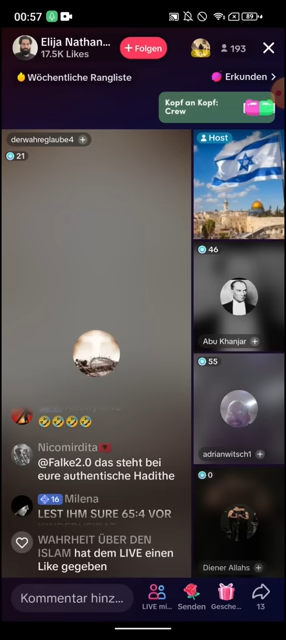 00:57
89
Elija Nathan...
17.5K Likes
+ Folgen
193
Wöchentliche Rangliste
Erkunden >
Kopf an Kopf:
Crew
derwahreglaube4 +
21
Host
46
Abu Khanjar +
55
adrianwitsch1 +
0
Diener Allahs +
🤣🤣🤣🤣
Nicomirdita🇦🇱
@Falke2.0 das steht bei
eure authentische Hadithe
16 Milena
LEST IHM SURE 65:4 VOR
WAHRHEIT ÜBER DEN
ISLAM hat dem LIVE einen
Like gegeben
Kommentar hinz...
LIVE mi...
Senden
Gesche...
13